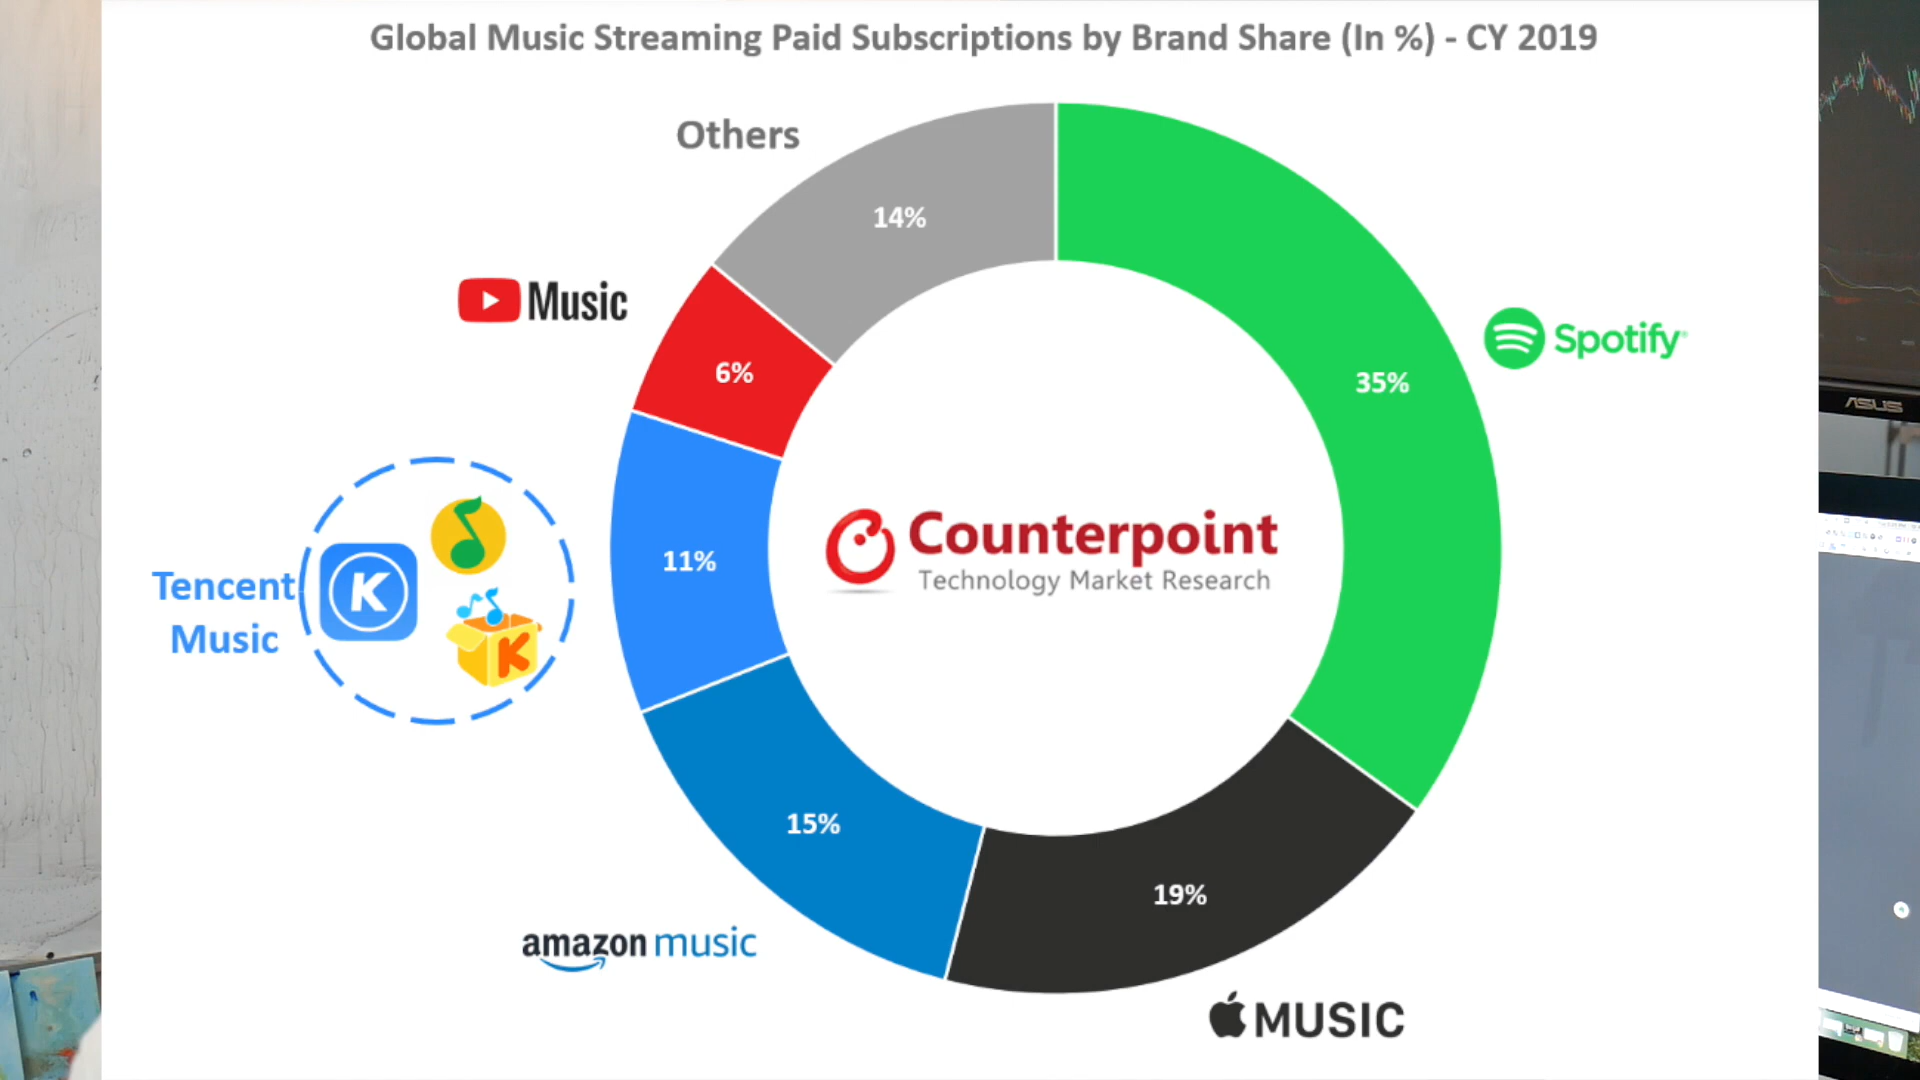 Global Music Streaming Paid Subscriptions by Brand Share (In %) - CY 2019
Others
14%
Music
6%
35%
Spotify
ASUS
Tencent
Music
K
K
11%
Counterpoint
Technology Market Research
15%
19%
amazon music
MUSIC